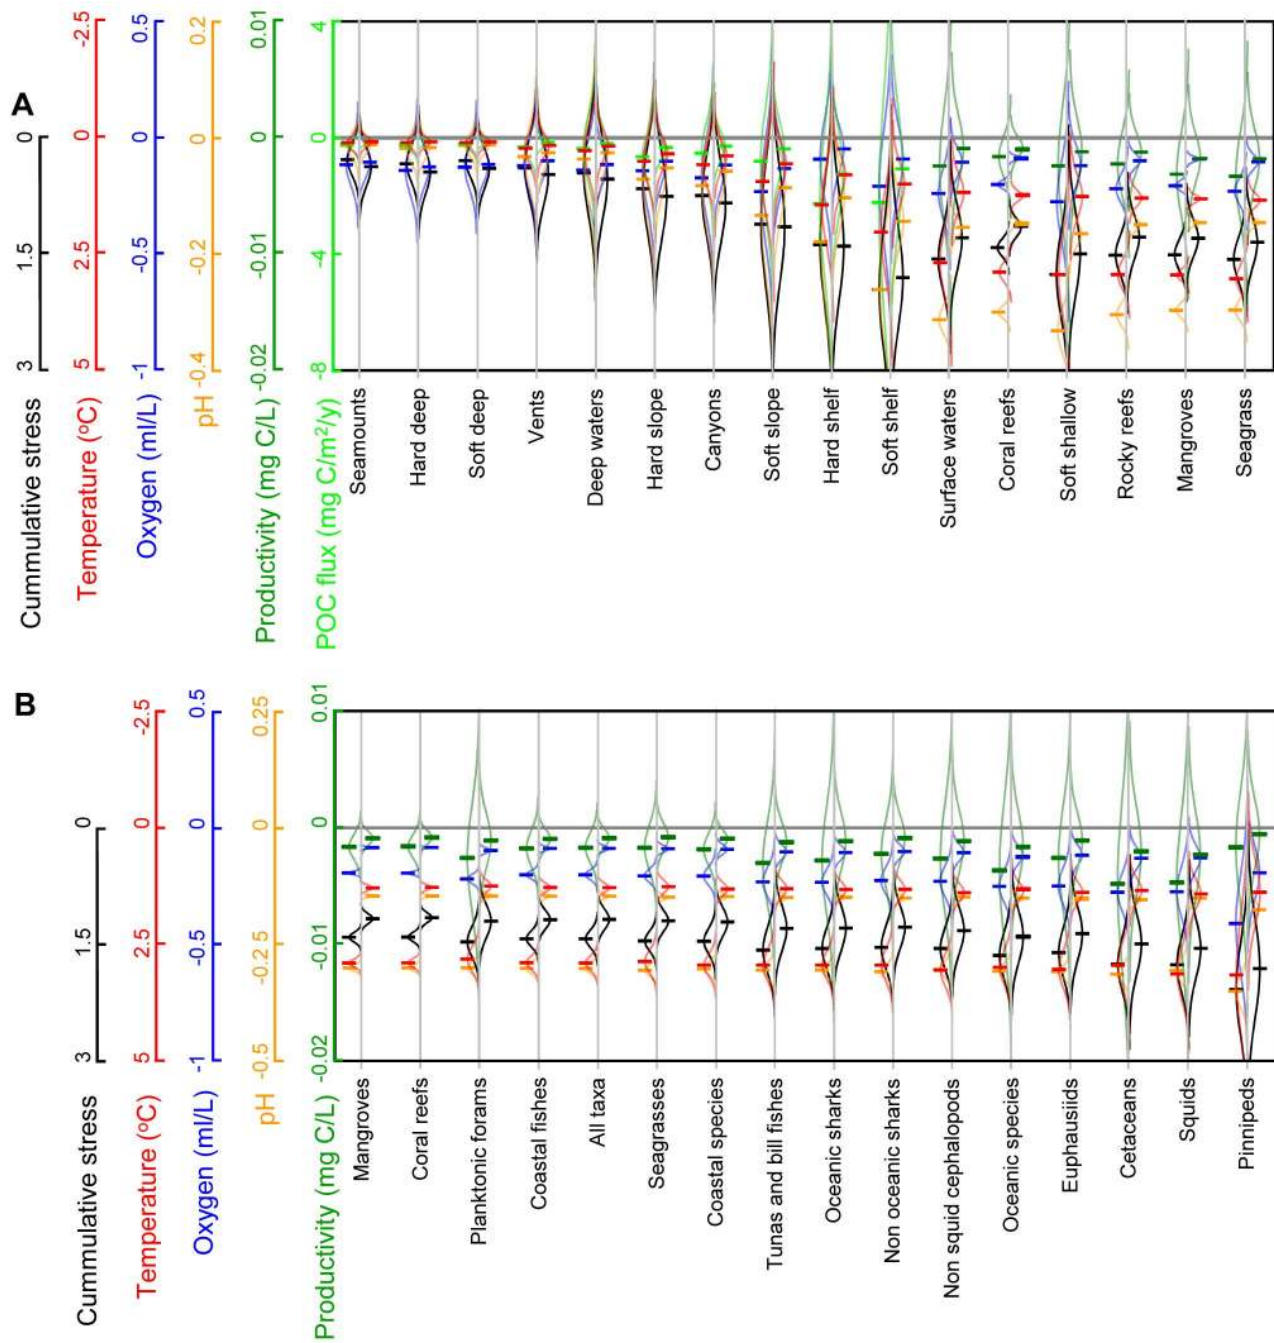 A
-2.5
0
2.5
5
0.5
0
-0.5
-1
0.2
0
-0.2
-0.4
0.01
0
-0.01
-0.02
4
0
-4
-8
0
1.5
3
Cummulative stress
Temperature (ºC)
Oxygen (ml/L)
pH
Productivity (mg C/L)
POC flux (mg C/m²/y)
Seamounts
Hard deep
Soft deep
Vents
Deep waters
Hard slope
Canyons
Soft slope
Hard shelf
Soft shelf
Surface waters
Coral reefs
Soft shallow
Rocky reefs
Mangroves
Seagrass
B
0
1.5
3
-2.5
0
2.5
5
0.5
0
-0.5
-1
0.25
0
-0.25
-0.5
0.01
0
-0.01
-0.02
Cummulative stress
Temperature (ºC)
Oxygen (ml/L)
pH
Productivity (mg C/L)
Mangroves
Coral reefs
Planktonic forams
Coastal fishes
All taxa
Seagrasses
Coastal species
Tunas and bill fishes
Oceanic sharks
Non oceanic sharks
Non squid cephalopods
Oceanic species
Euphausiids
Cetaceans
Squids
Pinnipeds